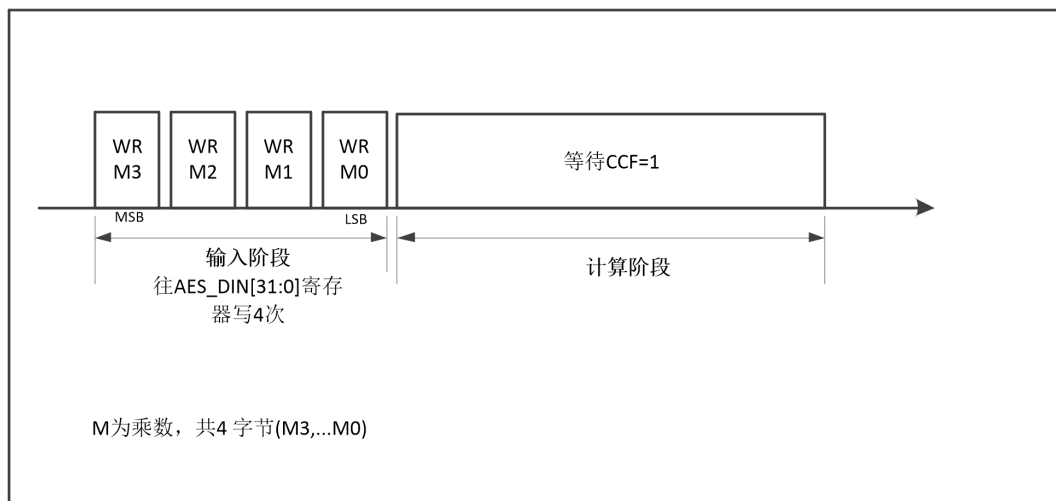 WR
M3
WR
M2
WR
M1
WR
M0
等待CCF=1
MSB
LSB
输入阶段
往AES_DIN[31:0]寄存
器写4次
计算阶段
M为乘数，共4 字节(M3,...M0)